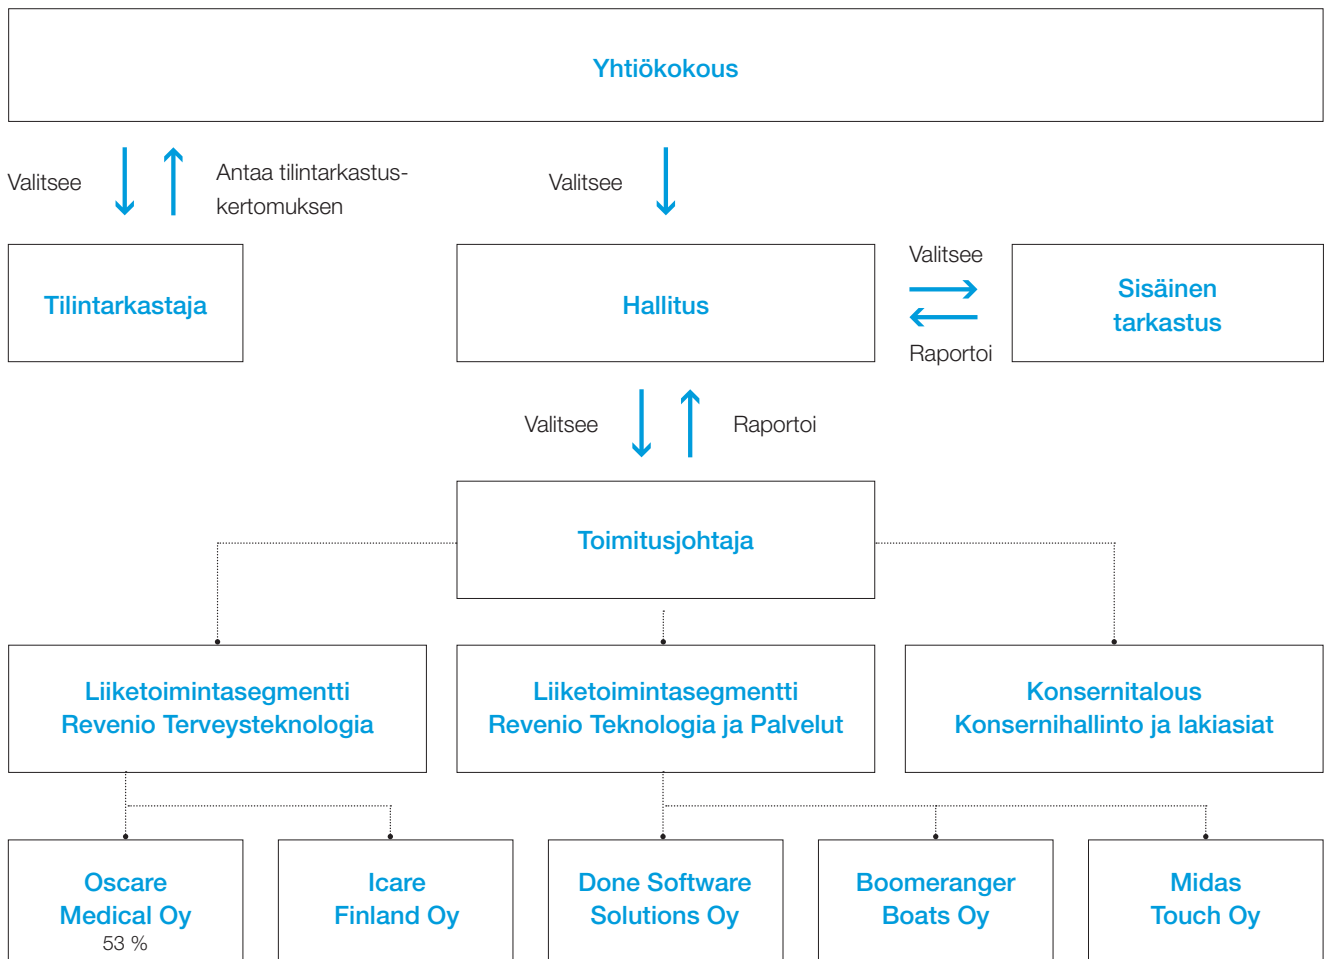 Yhtiökokous
Valitsee
Antaa tilintarkastus-
kertomuksen
Valitsee
Tilintarkastaja
Hallitus
Valitsee
Raportoi
Sisäinen
tarkastus
Valitsee
Raportoi
Toimitusjohtaja
Liiketoimintasegmentti
Revenio Terveysteknologia
Liiketoimintasegmentti
Revenio Teknologia ja Palvelut
Konsernitalous
Konsernihallinto ja lakiasiat
Oscare
Medical Oy
53 %
Icare
Finland Oy
Done Software
Solutions Oy
Boomeranger
Boats Oy
Midas
Touch Oy